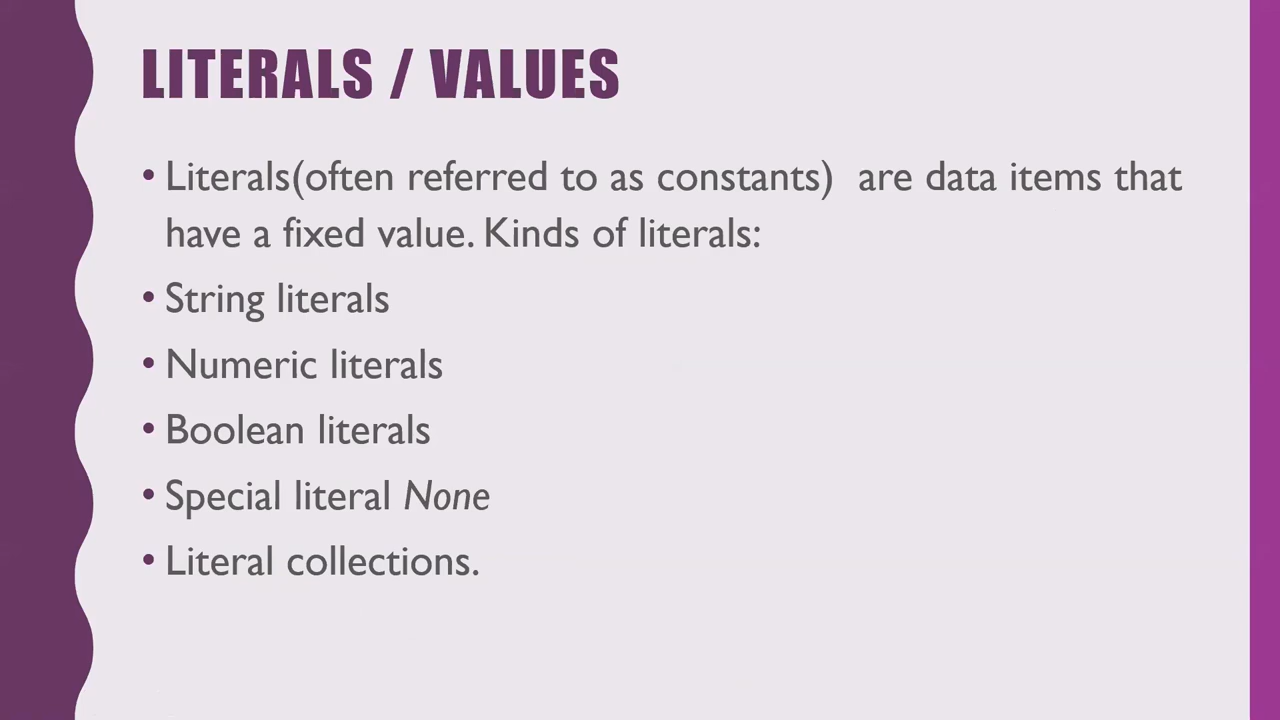 LITERALS / VALUES
• Literals(often referred to as constants)  are data items that
have a fixed value. Kinds of literals:
• String literals
• Numeric literals
• Boolean literals
• Special literal None
• Literal collections.